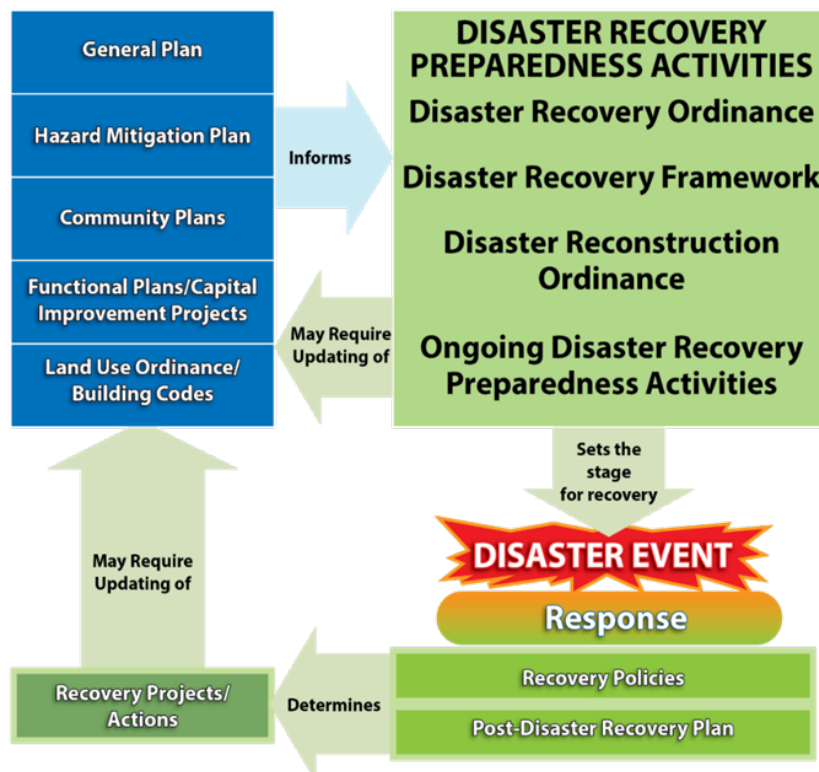 General Plan
Hazard Mitigation Plan
Community Plans
Functional Plans/Capital
Improvement Projects
Land Use Ordinance/
Building Codes
Informs
May Require
Updating of
DISASTER RECOVERY
PREPAREDNESS ACTIVITIES
Disaster Recovery Ordinance
Disaster Recovery Framework
Disaster Reconstruction
Ordinance
Ongoing Disaster Recovery
Preparedness Activities
Sets the
stage
for recovery
DISASTER EVENT
Response
Recovery Policies
Post-Disaster Recovery Plan
Determines
Recovery Projects/
Actions
May Require
Updating of